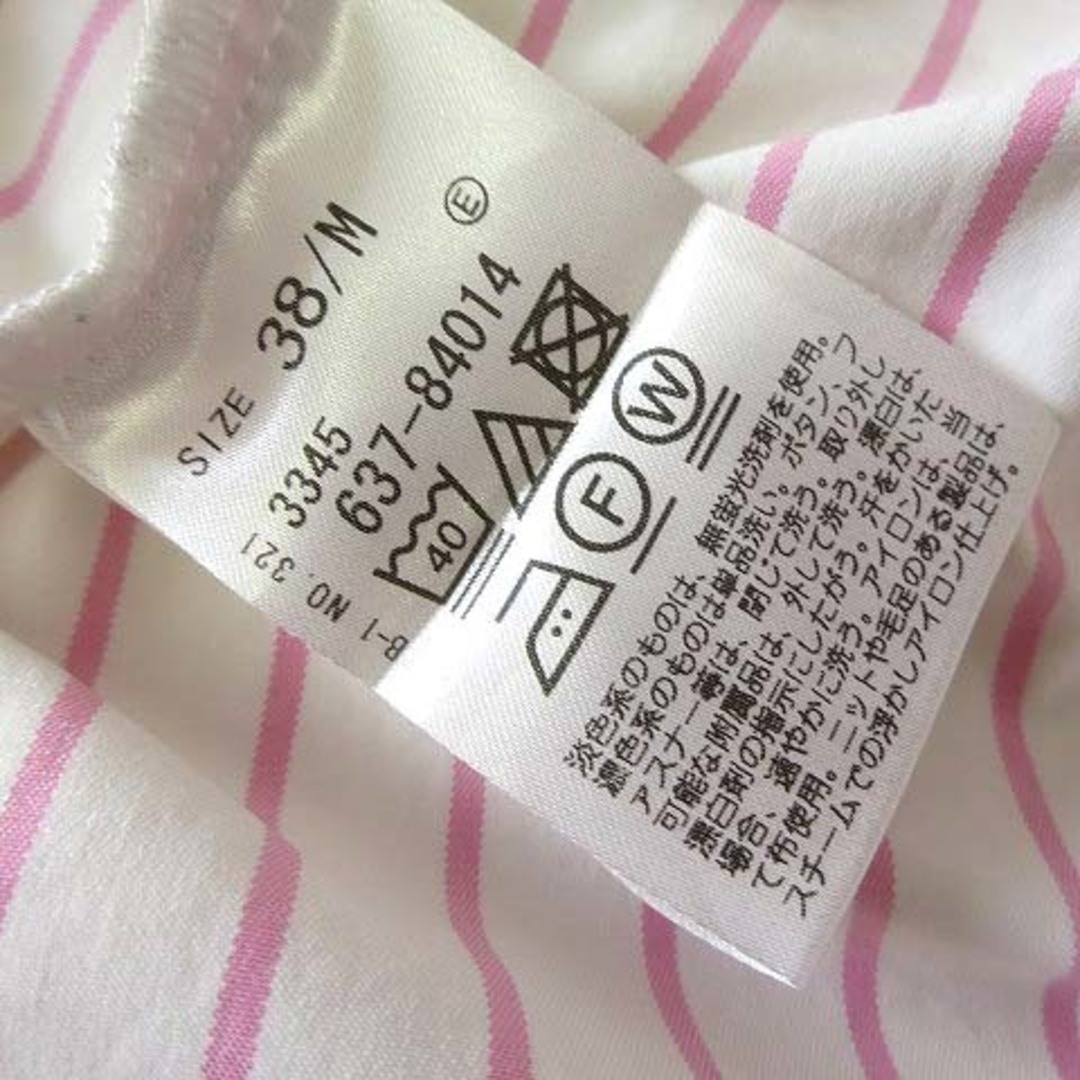 SIZE 38/M
Ⓔ
3345
637-84014
40
B-1 NO. 321
F
W
淡色系のものは、無蛍光洗剤を使用。
濃色系のものは単品洗い。ボタン、フ
ァスナー等は、閉じて洗う。取り外し
可能な附属品は、外して洗う。漂白は、
漂白剤の指示にしたがう。汗をかいた
場合、速やかに洗う。アイロンは、当
て布使用。ニットや毛足のある製品は、
スチームでの浮かしアイロン仕上げ。